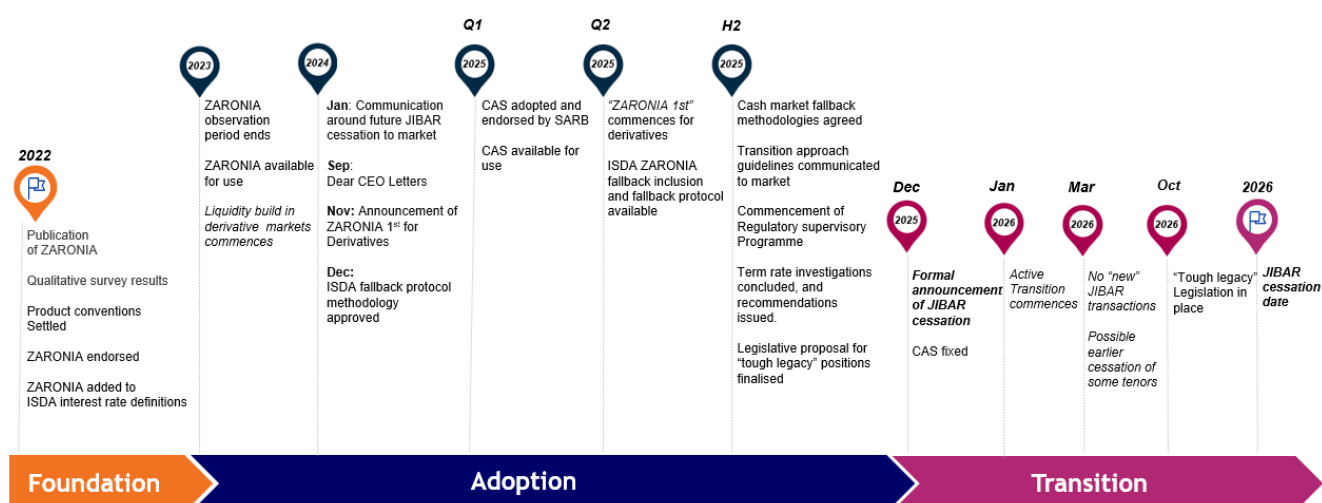 2022
Publication
of ZARONIA
Qualitative survey results
Product conventions
Settled
ZARONIA endorsed
ZARONIA added to
ISDA interest rate definitions
2023
ZARONIA
observation
period ends
ZARONIA available
for use
Liquidity build in
derivative markets
commences
2024
Jan: Communication
around future JIBAR
cessation to market
Sep:
Dear CEO Letters
Nov: Announcement of
ZARONIA 1st for
Derivatives
Dec:
ISDA fallback protocol
methodology
approved
Q1
2025
CAS adopted and
endorsed by SARB
CAS available for
use
Q2
2025
"ZARONIA 1st"
commences for
derivatives
ISDA ZARONIA
fallback inclusion
and fallback protocol
available
H2
2025
Cash market fallback
methodologies agreed
Transition approach
guidelines communicated
to market
Commencement of
Regulatory supervisory
Programme
Term rate investigations
concluded, and
recommendations
issued.
Legislative proposal for
"tough legacy" positions
finalised
Dec
2025
Formal
announcement
of JIBAR
cessation
CAS fixed
Jan
2026
Active
Transition
commences
Mar
2026
No "new"
JIBAR
transactions
Possible
earlier
cessation of
some tenors
Oct
2026
"Tough legacy"
Legislation in
place
2026
JIBAR
cessation
date
Foundation
Adoption
Transition